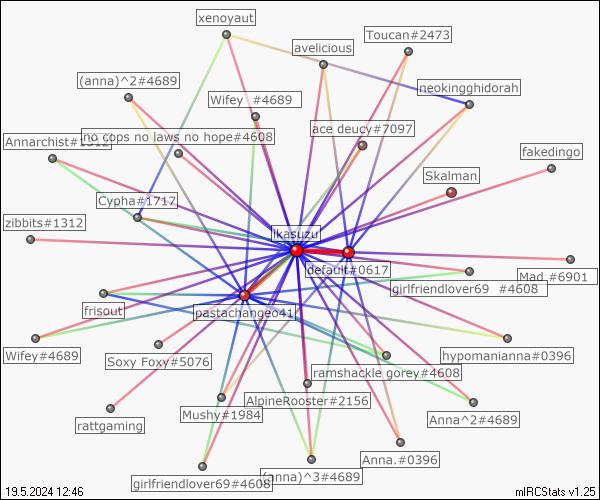 xenoyaut
Toucan#2473
avelicious
(anna)^2#4689
neokingghidorah
Wifey #4689
ace deucy#7097
Annarchist#1312
no cops no laws no hope#4608
fakedingo
Skalman
Cypha#1717
zibbits#1312
ikasuzu
default#0617
Mad #6901
girlfriendlover69 #4608
frisout
pastachangeo41
Wifey#4689
Soxy Foxy#5076
hypomanianna#0396
ramshackle gorey#4608
AlpineRooster#2156
Mushy#1984
Anna^2#4689
rattgaming
Anna.#0396
(anna)^3#4689
girlfriendlover69#4608
19.5.2024 12:46
mIRCStats v1.25